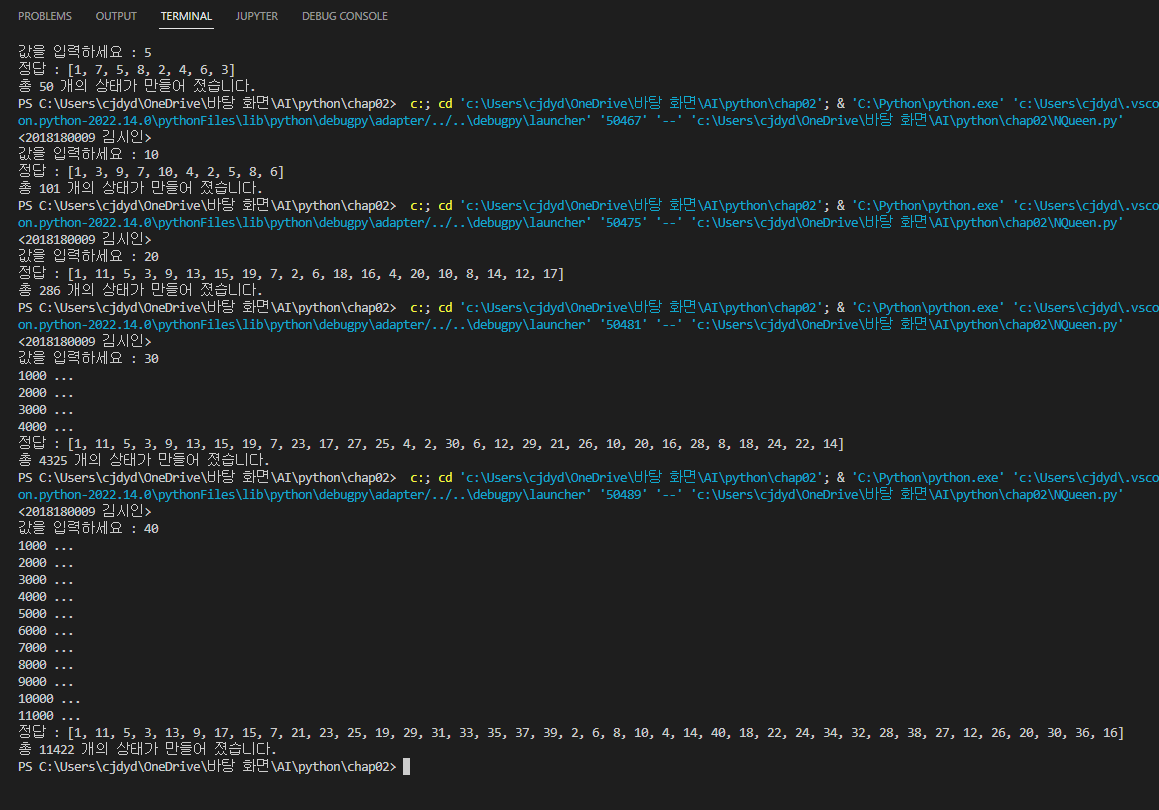 PROBLEMS OUTPUT TERMINAL JUPYTER DEBUG CONSOLE
값을 입력하세요 : 5
정답 : [1, 7, 5, 8, 2, 4, 6, 3]
총 50 개의 상태가 만들어 졌습니다.
PS C:\Users\cjdyd\OneDrive\바탕 화면\AI\python\chap02>  c:; cd 'c:\Users\cjdyd\OneDrive\바탕 화면\AI\python\chap02'; & 'C:\Python\python.exe' 'c:\Users\cjdyd\.vsco
on.python-2022.14.0\pythonFiles\lib\python\debugpy\adapter/../..\debugpy\launcher' '50467' '--' 'c:\Users\cjdyd\OneDrive\바탕 화면\AI\python\chap02\NQueen.py'
<2018180009 김시인>
값을 입력하세요 : 10
정답 : [1, 3, 9, 7, 10, 4, 2, 5, 8, 6]
총 101 개의 상태가 만들어 졌습니다.
PS C:\Users\cjdyd\OneDrive\바탕 화면\AI\python\chap02>  c:; cd 'c:\Users\cjdyd\OneDrive\바탕 화면\AI\python\chap02'; & 'C:\Python\python.exe' 'c:\Users\cjdyd\.vsco
on.python-2022.14.0\pythonFiles\lib\python\debugpy\adapter/../..\debugpy\launcher' '50475' '--' 'c:\Users\cjdyd\OneDrive\바탕 화면\AI\python\chap02\NQueen.py'
<2018180009 김시인>
값을 입력하세요 : 20
정답 : [1, 11, 5, 3, 9, 13, 15, 19, 7, 2, 6, 18, 16, 4, 20, 10, 8, 14, 12, 17]
총 286 개의 상태가 만들어 졌습니다.
PS C:\Users\cjdyd\OneDrive\바탕 화면\AI\python\chap02>  c:; cd 'c:\Users\cjdyd\OneDrive\바탕 화면\AI\python\chap02'; & 'C:\Python\python.exe' 'c:\Users\cjdyd\.vsco
on.python-2022.14.0\pythonFiles\lib\python\debugpy\adapter/../..\debugpy\launcher' '50481' '--' 'c:\Users\cjdyd\OneDrive\바탕 화면\AI\python\chap02\NQueen.py'
<2018180009 김시인>
값을 입력하세요 : 30
1000 ...
2000 ...
3000 ...
4000 ...
정답 : [1, 11, 5, 3, 9, 13, 15, 19, 7, 23, 17, 27, 25, 4, 2, 30, 6, 12, 29, 21, 26, 10, 20, 16, 28, 8, 18, 24, 22, 14]
총 4325 개의 상태가 만들어 졌습니다.
PS C:\Users\cjdyd\OneDrive\바탕 화면\AI\python\chap02>  c:; cd 'c:\Users\cjdyd\OneDrive\바탕 화면\AI\python\chap02'; & 'C:\Python\python.exe' 'c:\Users\cjdyd\.vsco
on.python-2022.14.0\pythonFiles\lib\python\debugpy\adapter/../..\debugpy\launcher' '50489' '--' 'c:\Users\cjdyd\OneDrive\바탕 화면\AI\python\chap02\NQueen.py'
<2018180009 김시인>
값을 입력하세요 : 40
1000 ...
2000 ...
3000 ...
4000 ...
5000 ...
6000 ...
7000 ...
8000 ...
9000 ...
10000 ...
11000 ...
정답 : [1, 11, 5, 3, 13, 9, 17, 15, 7, 21, 23, 25, 19, 29, 31, 33, 35, 37, 39, 2, 6, 8, 10, 4, 14, 40, 18, 22, 24, 34, 32, 28, 38, 27, 12, 26, 20, 30, 36, 16]
총 11422 개의 상태가 만들어 졌습니다.
PS C:\Users\cjdyd\OneDrive\바탕 화면\AI\python\chap02>